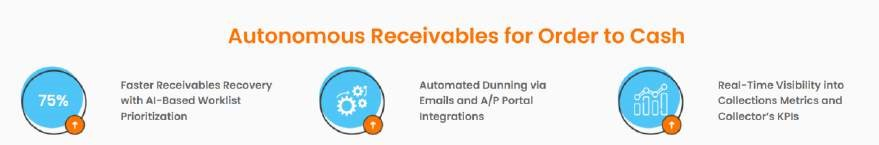 Autonomous Receivables for Order to Cash
75%
Faster Receivables Recovery
with AI-Based Worklist
Prioritization
Automated Dunning via
Emails and A/P Portal
Integrations
Real-Time Visibility into
Collections Metrics and
Collector's KPIs